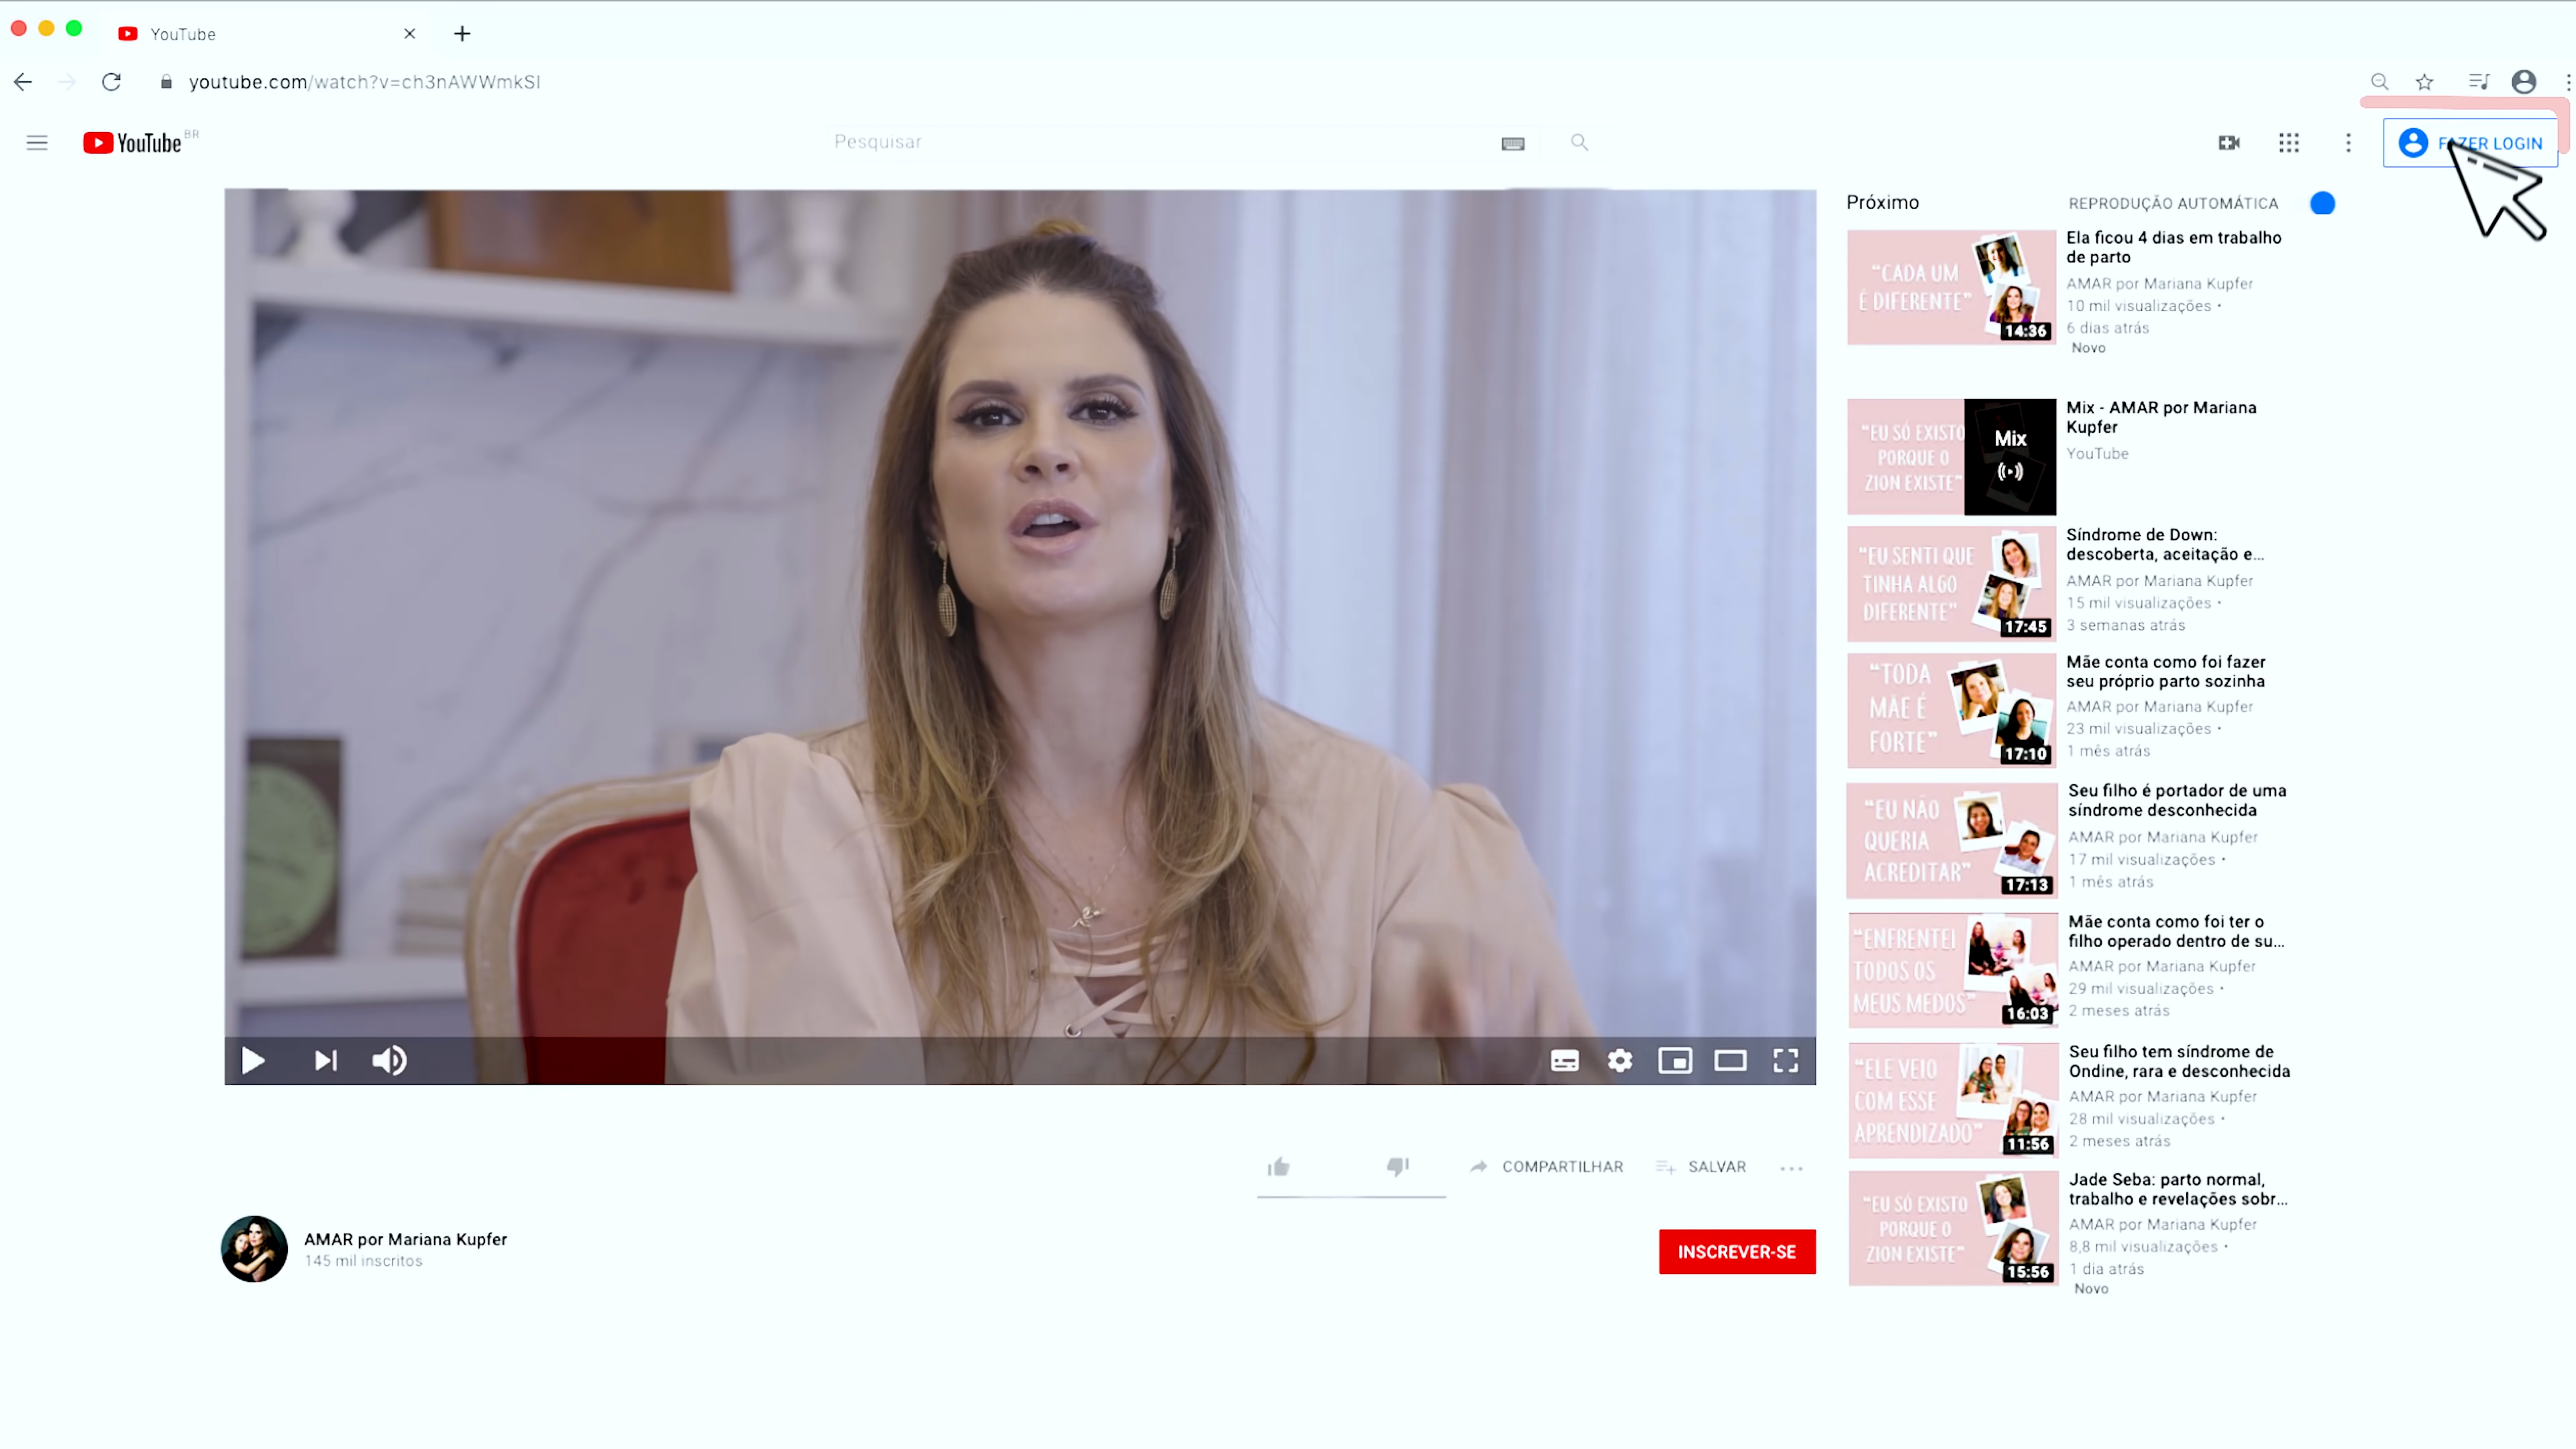 YouTube
youtube.com/watch?v=ch3nAWWmkSI
YouTube BR
Pesquisar
FAZER LOGIN
Próximo
REPRODUÇÃO AUTOMÁTICA
“CADA UM
É DIFERENTE”
14:36
Ela ficou 4 dias em trabalho
de parto
AMAR por Mariana Kupfer
10 mil visualizações •
6 dias atrás
Novo
“EU SÓ EXISTO
PORQUE O
ZION EXISTE”
Mix
Mix - AMAR por Mariana
Kupfer
YouTube
“EU SENTI QUE
TINHA ALGO
DIFERENTE”
17:45
Síndrome de Down:
descoberta, aceitação e...
AMAR por Mariana Kupfer
15 mil visualizações •
3 semanas atrás
“TODA
MÃE É
FORTE”
17:10
Mãe conta como foi fazer
seu próprio parto sozinha
AMAR por Mariana Kupfer
23 mil visualizações •
1 mês atrás
“EU NÃO
QUERIA
ACREDITAR”
17:13
Seu filho é portador de uma
síndrome desconhecida
AMAR por Mariana Kupfer
17 mil visualizações •
1 mês atrás
“ENFRENTEI
TODOS OS
MEUS MEDOS”
16:03
Mãe conta como foi ter o
filho operado dentro de su...
AMAR por Mariana Kupfer
29 mil visualizações •
2 meses atrás
“ELE VEIO
COM ESSE
APRENDIZADO”
11:56
Seu filho tem síndrome de
Ondine, rara e desconhecida
AMAR por Mariana Kupfer
28 mil visualizações •
2 meses atrás
“EU SÓ EXISTO
PORQUE O
ZION EXISTE”
15:56
Jade Seba: parto normal,
trabalho e revelações sobr...
AMAR por Mariana Kupfer
8,8 mil visualizações •
1 dia atrás
Novo
COMPARTILHAR
SALVAR
AMAR por Mariana Kupfer
145 mil inscritos
INSCREVER-SE